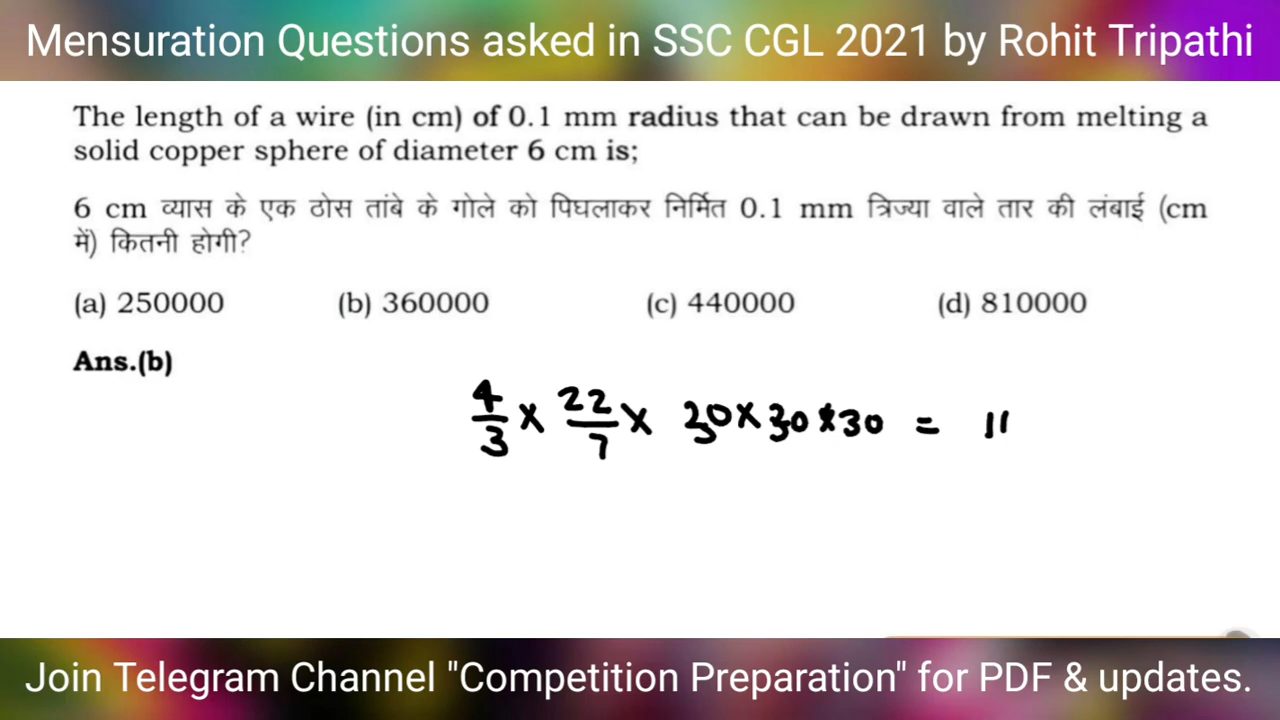 Mensuration Questions asked in SSC CGL 2021 by Rohit Tripathi
The length of a wire (in cm) of 0.1 mm radius that can be drawn from melting a
solid copper sphere of diameter 6 cm is;
6 cm व्यास के एक ठोस तांबे के गोले को पिघलाकर निर्मित 0.1 mm त्रिज्या वाले तार की लंबाई (cm
में) कितनी होगी?
(a) 250000 (b) 360000 (c) 440000 (d) 810000
Ans.(b)
4/3 × 22/7 × 30×30×30 = 11
Join Telegram Channel "Competition Preparation" for PDF & updates.